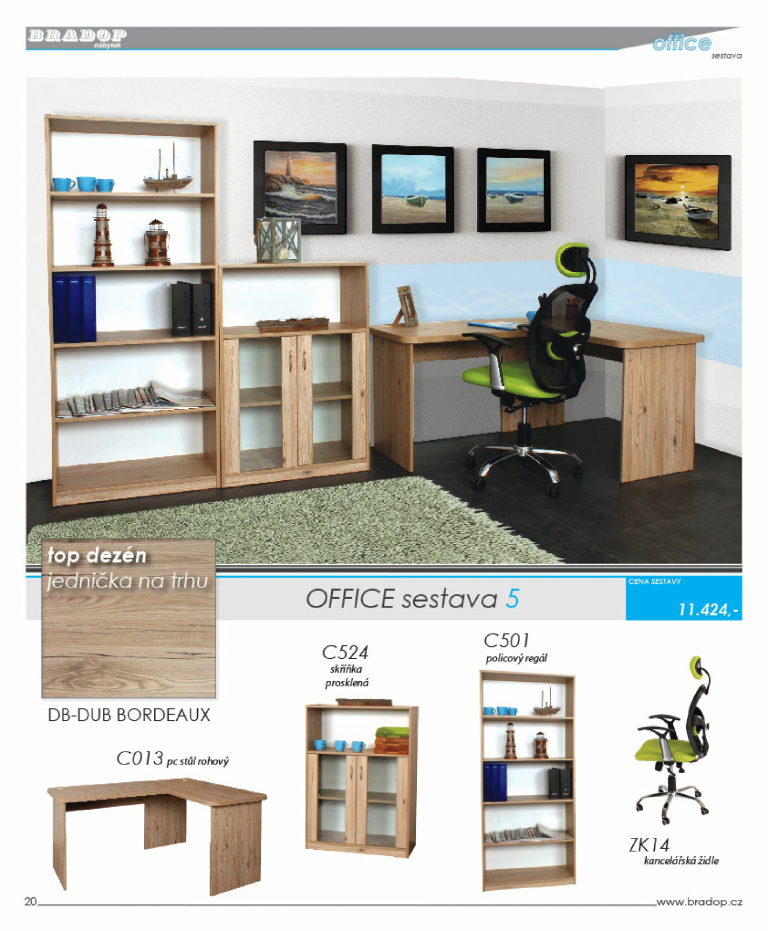 BRADOP
nábytek
office
sestava
top dezén
jednička na trhu
OFFICE sestava 5
CENA SESTAVY
11.424,-
DB-DUB BORDEAUX
C524
skříňka
prosklená
C501
policový regál
C013 pc stůl rohový
ZK14
kancelářská židle
20
www.bradop.cz